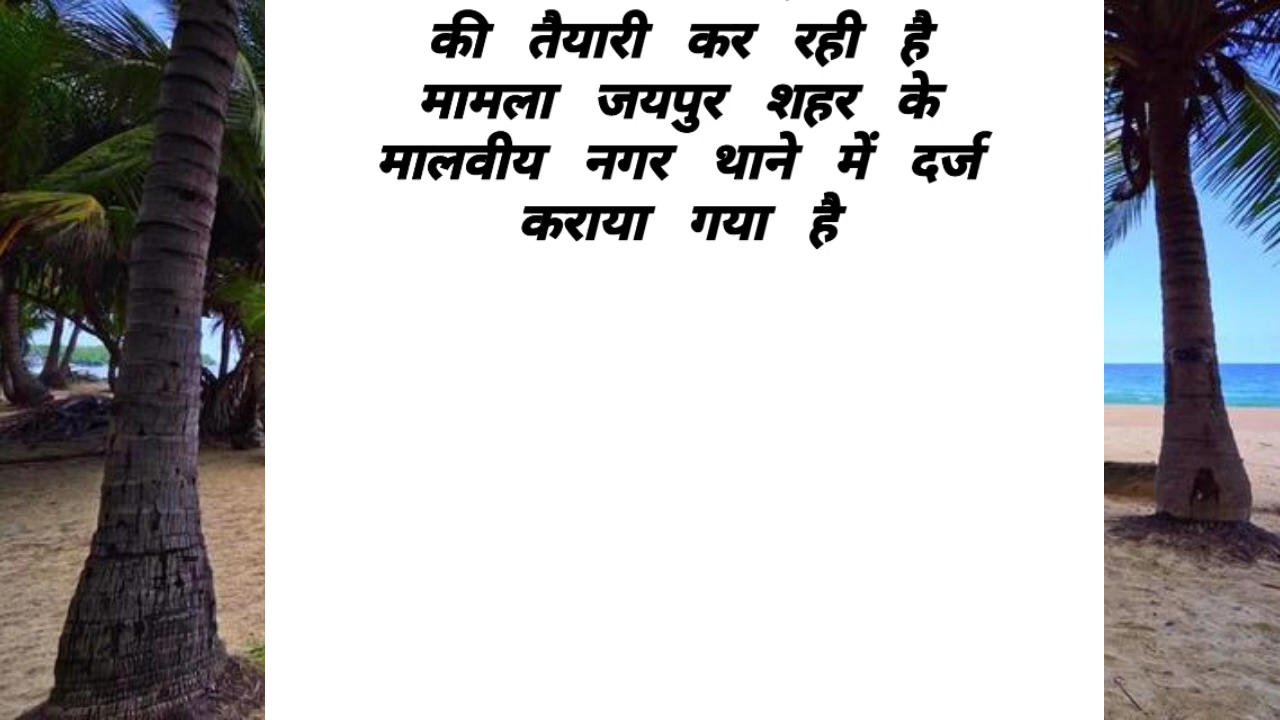 की तैयारी कर रही है
मामला जयपुर शहर के
मालवीय नगर थाने में दर्ज
कराया गया है